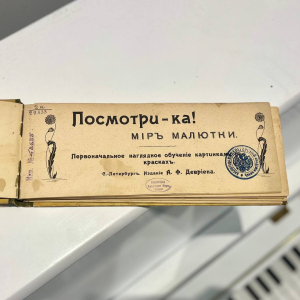 Посмотри-ка!
МІРЪ МАЛЮТКИ.
Первоначальное наглядное обученіе картинками
краскахъ.
С.-Петербургъ. Изданіе А. Ф. Девріена.